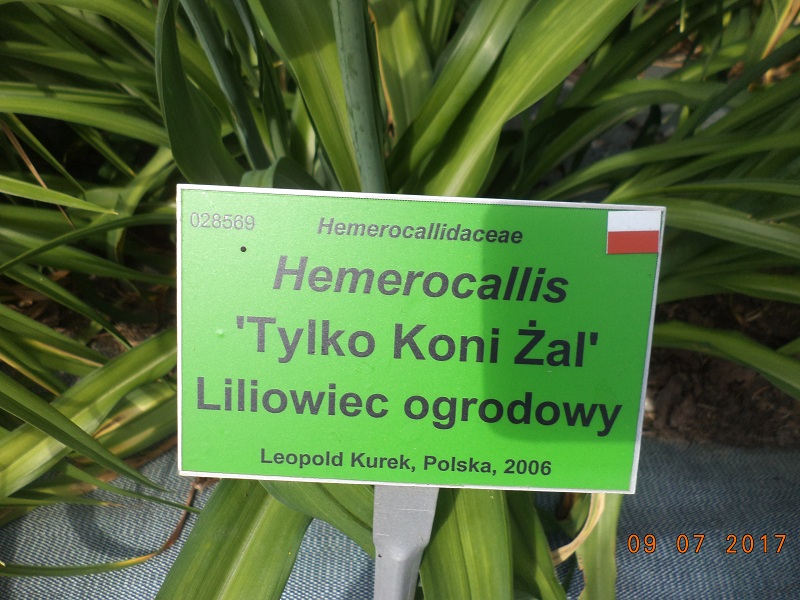 028569
Hemerocallidaceae
Hemerocallis
'Tylko Koni Żal'
Liliowiec ogrodowy
Leopold Kurek, Polska, 2006
09 07 2017